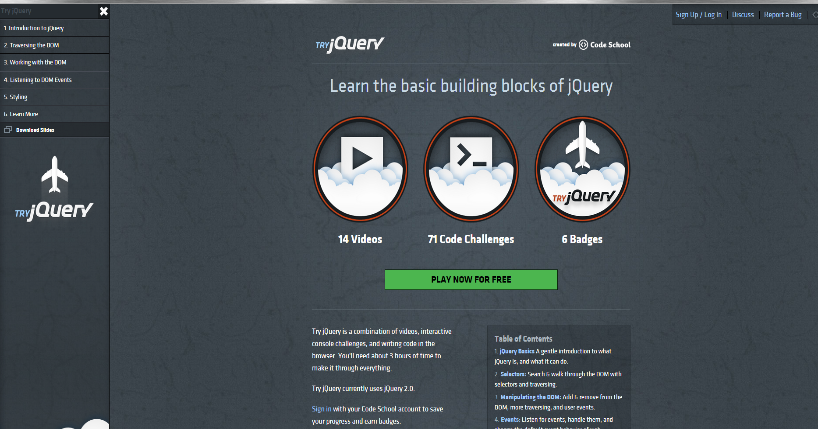 Try jQuery
1. Introduction to jQuery
2. Traversing the DOM
3. Working with the DOM
4. Listening to DOM Events
5. Styling
6. Learn More
Download Slides
TRY jQuery
Sign Up / Log In
Discuss
Report a Bug
TRY jQuery
created by Code School
Learn the basic building blocks of jQuery
TRY jQuery
14 Videos
71 Code Challenges
6 Badges
PLAY NOW FOR FREE
Try jQuery is a combination of videos, interactive
console challenges, and writing code in the
browser. You'll need about 3 hours of time to
make it through everything.
Try jQuery currently uses jQuery 2.0.
Sign in with your Code School account to save
your progress and earn badges.
Table of Contents
1. jQuery Basics: A gentle introduction to what
jQuery is, and what it can do.
2. Selectors: Search & walk through the DOM with
selectors and traversing.
3. Manipulating the DOM: Add & remove from the
DOM, more traversing, and user events.
4. Events: Listen for events, handle them, and